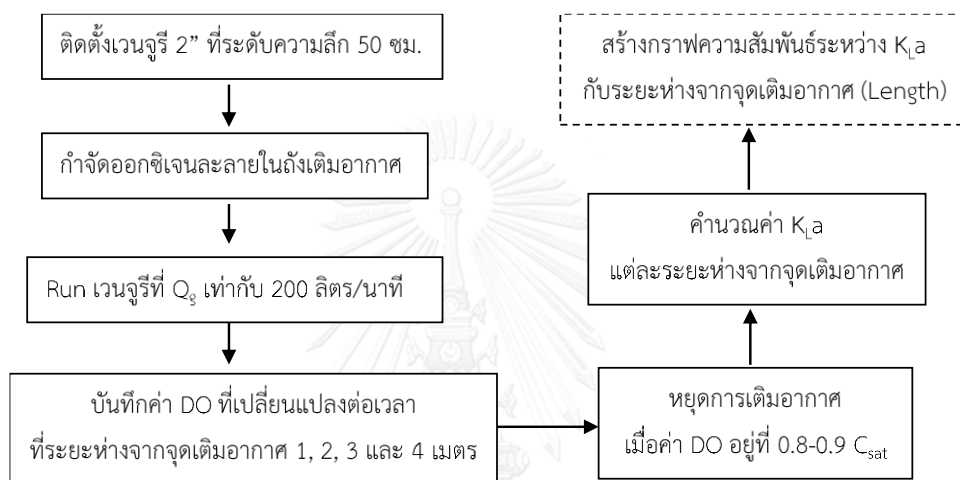 ติดตั้งเวนจูรี 2” ที่ระดับความลึก 50 ซม.
กำจัดออกซิเจนละลายในถังเติมอากาศ
Run เวนจูรีที่ Qg เท่ากับ 200 ลิตร/นาที
บันทึกค่า DO ที่เปลี่ยนแปลงต่อเวลา
ที่ระยะห่างจากจุดเติมอากาศ 1, 2, 3 และ 4 เมตร
หยุดการเติมอากาศ
เมื่อค่า DO อยู่ที่ 0.8-0.9 Csat
คำนวณค่า KLa
แต่ละระยะห่างจากจุดเติมอากาศ
สร้างกราฟความสัมพันธ์ระหว่าง KLa
กับระยะห่างจากจุดเติมอากาศ (Length)